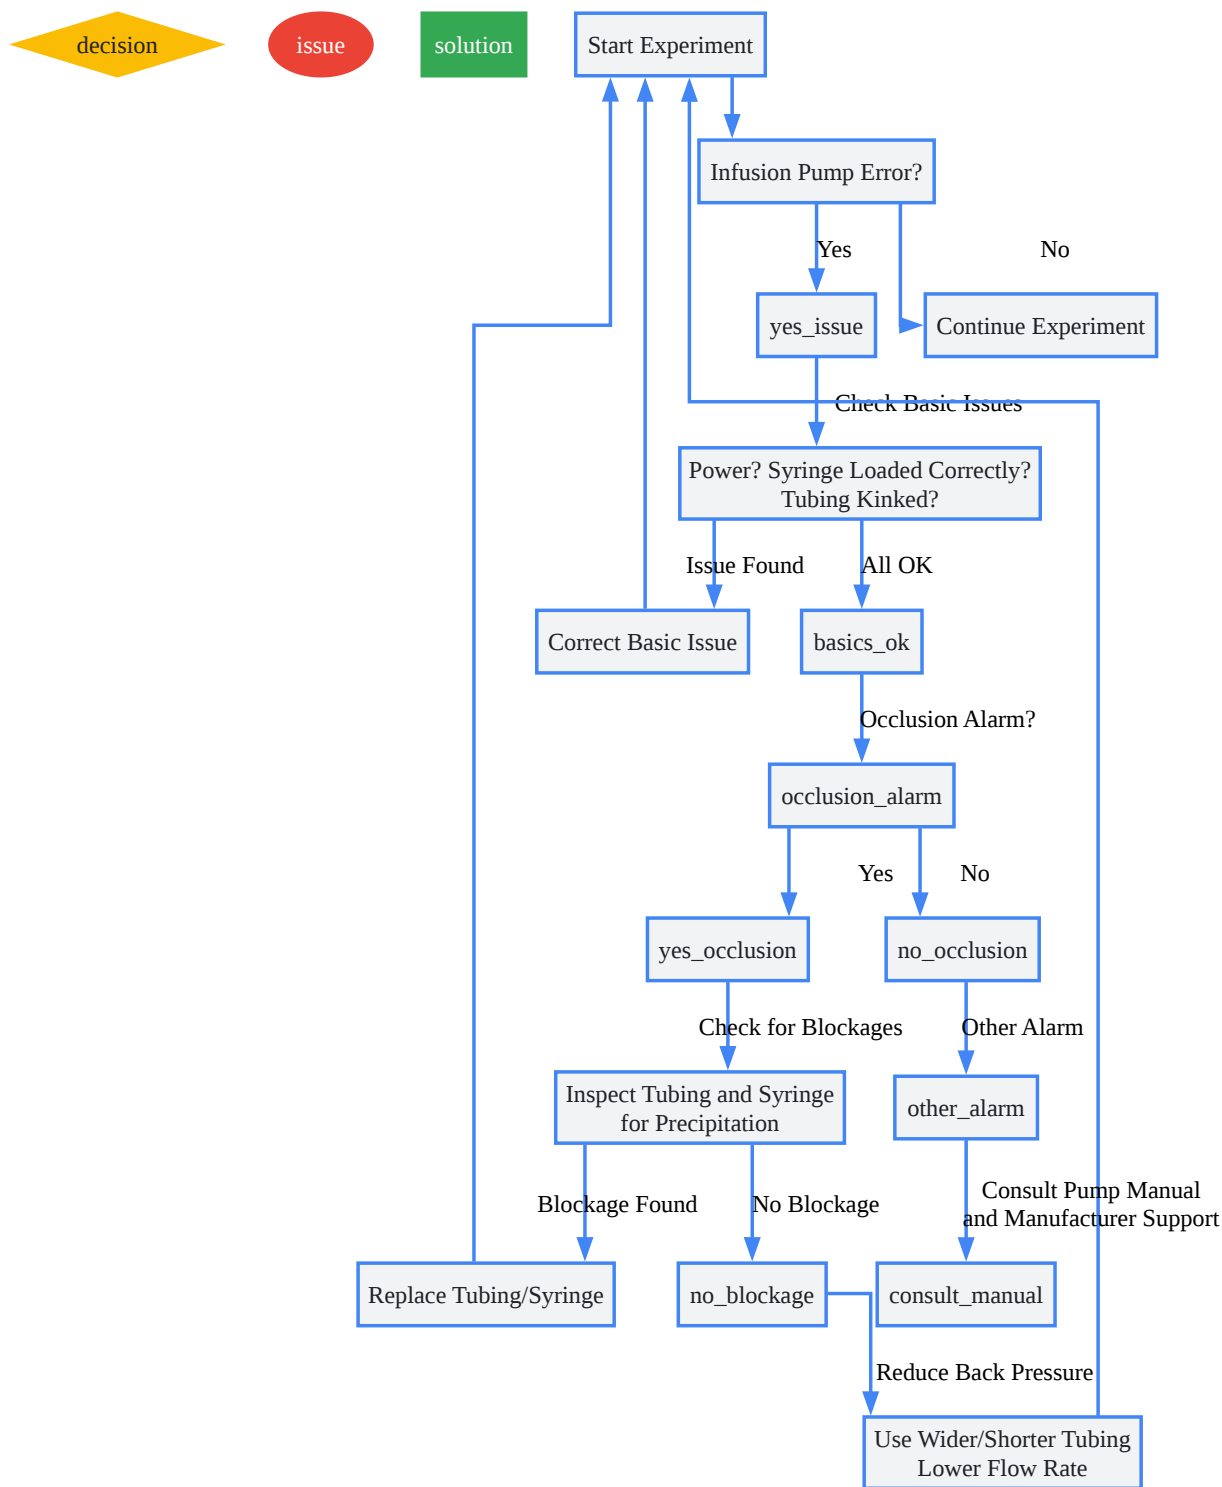 decision
issue
solution
Start Experiment
Infusion Pump Error?
Yes
No
yes_issue
Continue Experiment
Check Basic Issues
Power? Syringe Loaded Correctly?
Tubing Kinked?
Issue Found
All OK
Correct Basic Issue
basics_ok
Occlusion Alarm?
occlusion_alarm
Yes
No
yes_occlusion
no_occlusion
Check for Blockages
Other Alarm
Inspect Tubing and Syringe
for Precipitation
other_alarm
Blockage Found
No Blockage
Consult Pump Manual
and Manufacturer Support
Replace Tubing/Syringe
no_blockage
consult_manual
Reduce Back Pressure
Use Wider/Shorter Tubing
Lower Flow Rate